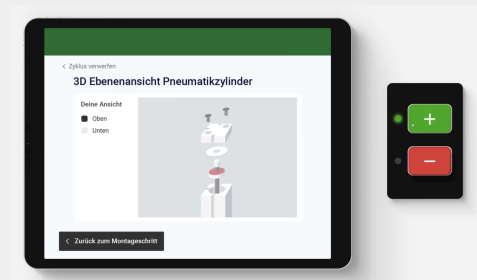 < Zyklus verwerfen
3D Ebenenansicht Pneumatikzylinder
Deine Ansicht
Oben
Unten
< Zurück zum Montageschritt
+
−